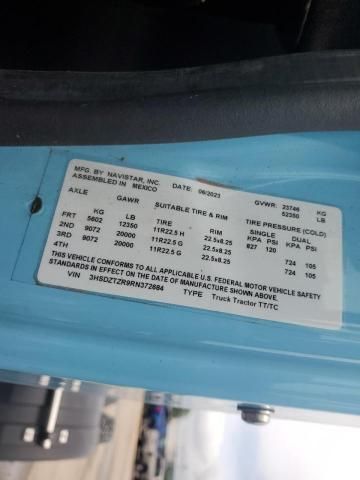 MFG. BY NAVISTAR, INC. DATE: 06/2023 GVWR: 23746 KG
ASSEMBLED IN MEXICO 52350 LB
AXLE GAWR SUITABLE TIRE & RIM TIRE PRESSURE (COLD)
KG LB TIRE RIM SINGLE DUAL
KPA PSI KPA PSI
FRT 5602 12350 11R22.5 H 22.5x8.25 827 120
2ND 9072 20000 11R22.5 G 22.5x8.25 724 105
3RD 9072 20000 11R22.5 G 22.5x8.25 724 105
4TH
THIS VEHICLE CONFORMS TO ALL APPLICABLE U.S. FEDERAL MOTOR VEHICLE SAFETY
STANDARDS IN EFFECT ON THE DATE OF MANUFACTURE SHOWN ABOVE.
VIN 3HSDZTZR9RN372684 TYPE Truck Tractor TT/TC